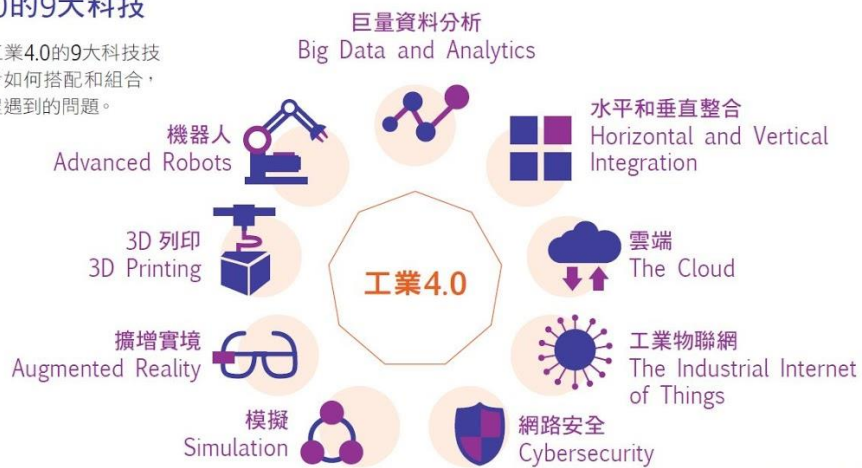 0的9大科技
工業4.0的9大科技技
如何搭配和組合，
遇到的問題。
巨量資料分析
Big Data and Analytics
水平和垂直整合
Horizontal and Vertical
Integration
雲端
The Cloud
工業物聯網
The Industrial Internet
of Things
網路安全
Cybersecurity
模擬
Simulation
擴增實境
Augmented Reality
3D 列印
3D Printing
機器人
Advanced Robots
工業4.0